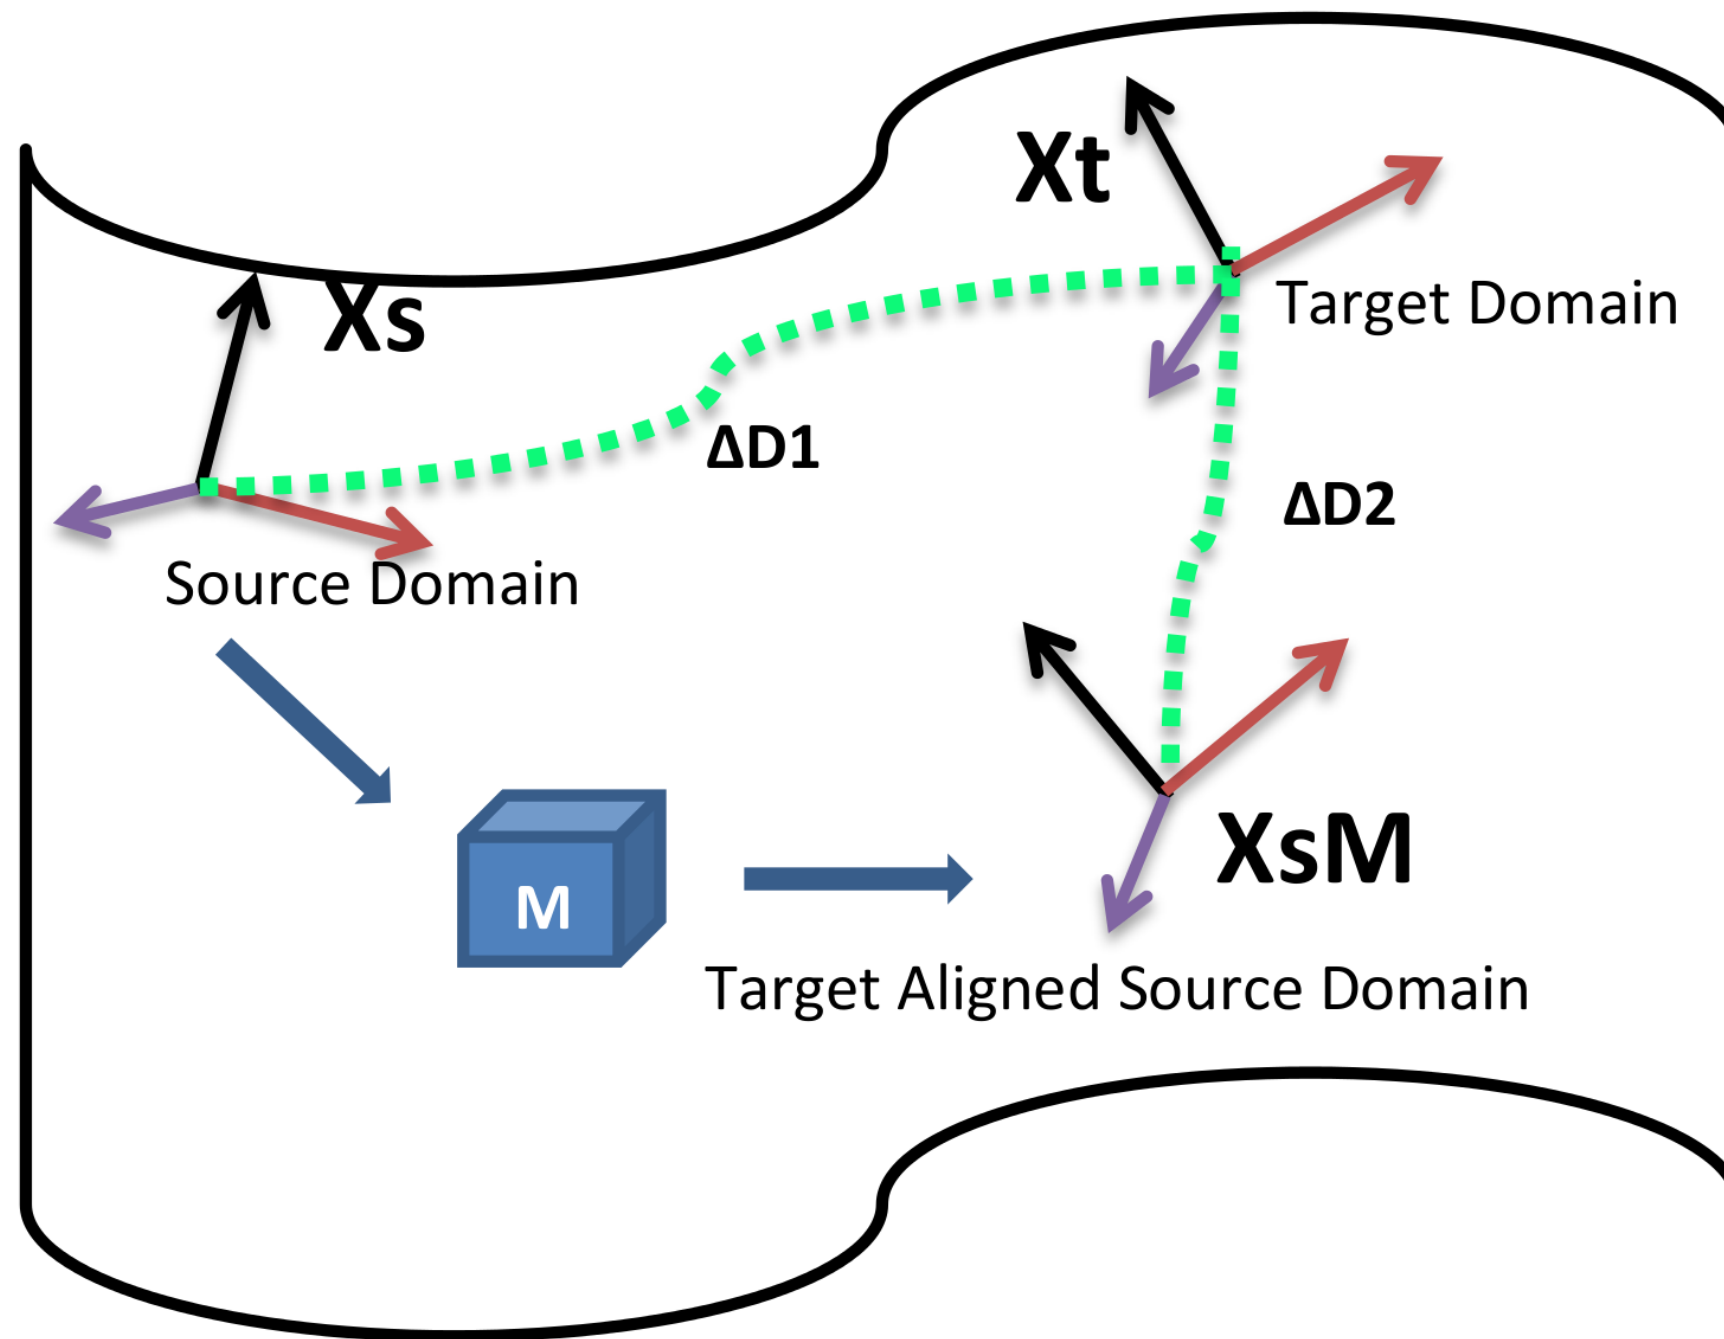 Xt
Xs
Target Domain
ΔD1
ΔD2
Source Domain
XsM
M
Target Aligned Source Domain